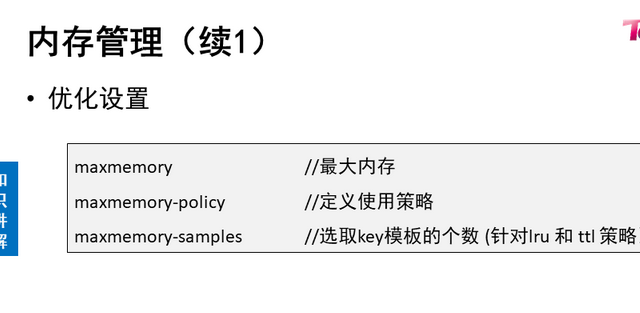 内存管理（续1）
• 优化设置
maxmemory //最大内存
maxmemory-policy //定义使用策略
maxmemory-samples //选取key模板的个数 (针对lru 和 ttl 策略
讲
解